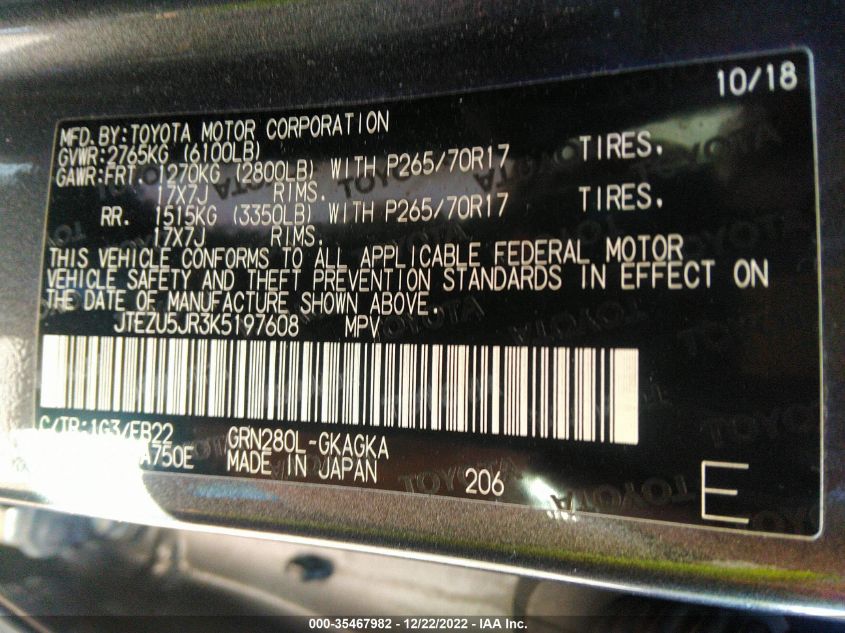 10/18
MFD.BY:TOYOTA MOTOR CORPORATION
GVWR:2765KG (6100LB)
GAWR:FRT. 1270KG (2800LB) WITH P265/70R17 TIRES.
17X7J RIMS.
RR. 1515KG (3350LB) WITH P265/70R17 TIRES.
17X7J RIMS.
THIS VEHICLE CONFORMS TO ALL APPLICABLE FEDERAL MOTOR
VEHICLE SAFETY AND THEFT PREVENTION STANDARDS IN EFFECT ON
THE DATE OF MANUFACTURE SHOWN ABOVE.
JTEZU5JR3K5197608 MPV
C/TR:1G3/FB22 GRN280L-GKAGKA
A750E MADE IN JAPAN 206 E
000-35467982 - 12/22/2022 - IAA Inc.